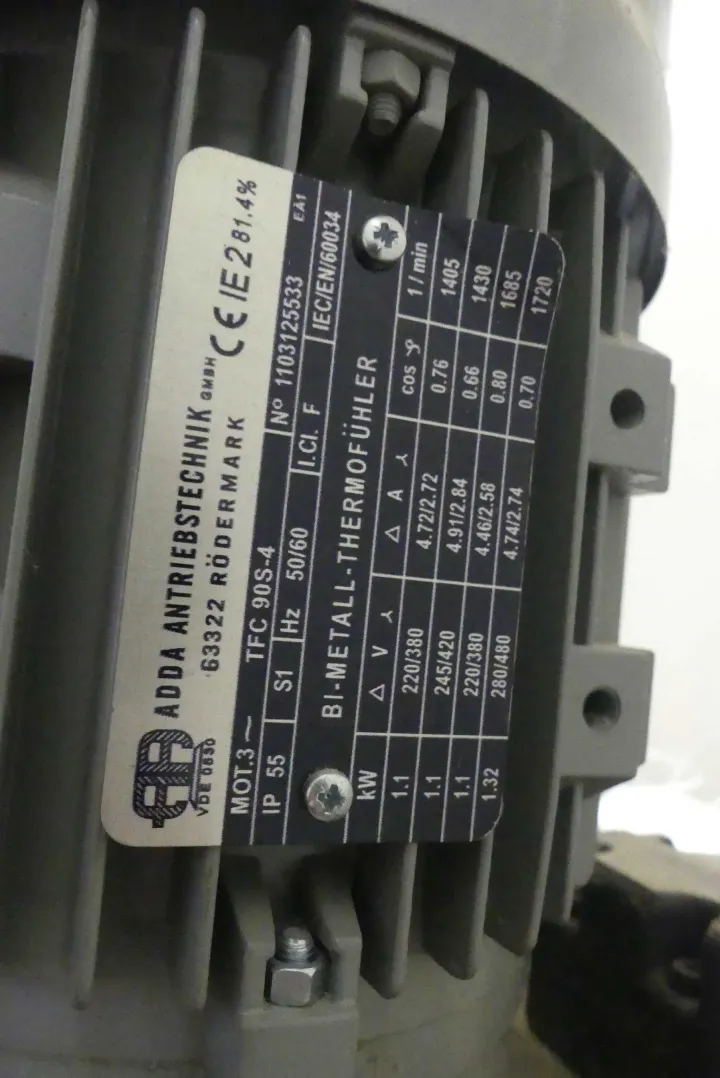 ADDA ANTRIEBSTECHNIK GMBH
63322 RÖDERMARK CE IE2 81.4%
VDE 0530
MOT.3 ~ TFC 90S-4 Nº 1103125533 EA1
IP 55 S1 Hz 50/60 I.Cl. F IEC/EN/60034
BI-METALL-THERMOFÜHLER
kW △ V ⅄ △ A ⅄ cos φ 1/min
1.1 220/380 4.72/2.72 0.76 1405
1.1 245/420 4.91/2.84 0.66 1430
1.1 220/380 4.46/2.58 0.80 1685
1.32 280/480 4.74/2.74 0.70 1720